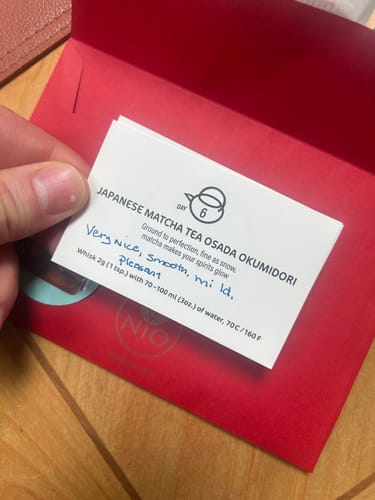 DAY
6
JAPANESE MATCHA TEA OSADA OKUMIDORI
Ground to perfection, fine as snow,
matcha makes your spirits glow
Very Nice, Smooth, mild,
Pleasant
Whisk 2g (1 tsp.) with 70~100 ml (3oz.) of water, 70 C / 160 F
NIO